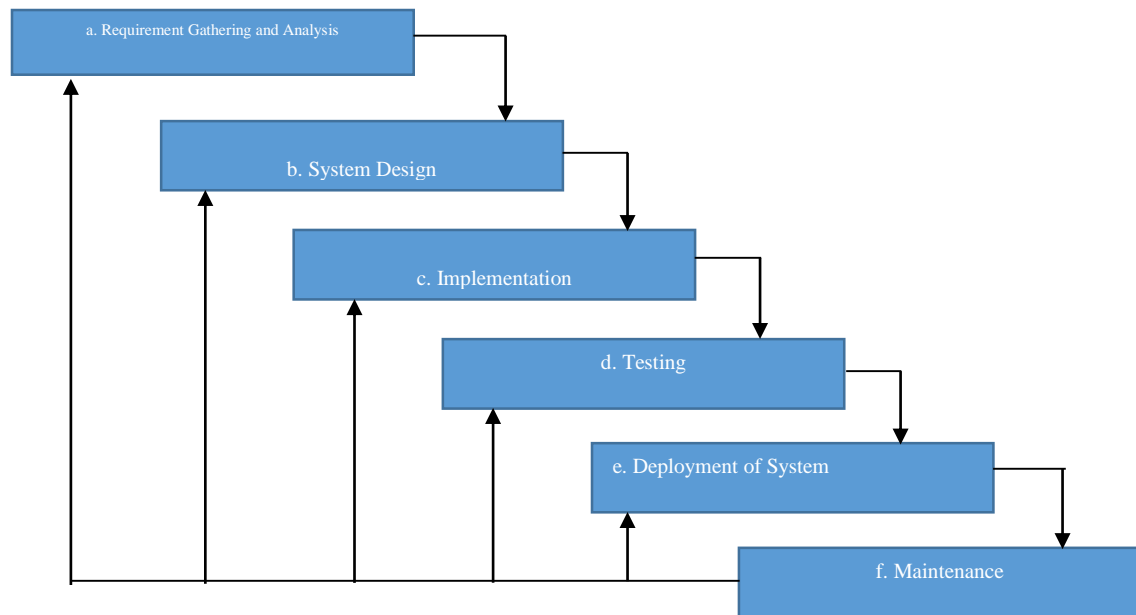 a. Requirement Gathering and Analysis
b. System Design
c. Implementation
d. Testing
e. Deployment of System
f. Maintenance